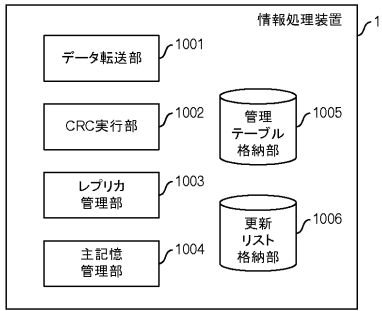 情報処理装置
1
データ転送部
1001
CRC実行部
1002
レプリカ
管理部
1003
主記憶
管理部
1004
管理
テーブル
格納部
1005
更新
リスト
格納部
1006